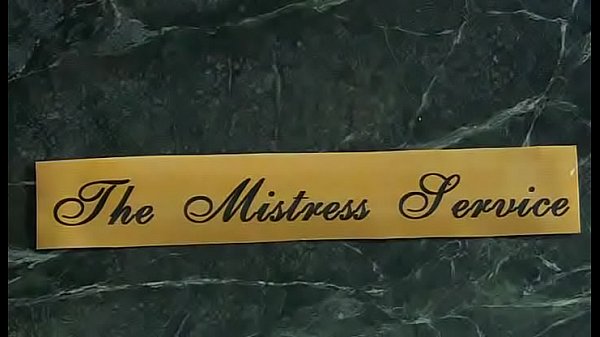 The Mistress Service